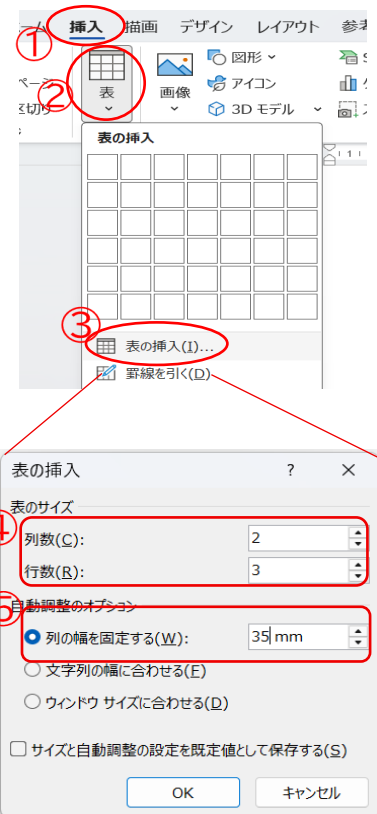 挿入 描画 デザイン レイアウト 参考
①
②
表
画像
図形
アイコン
3D モデル
ページ
区切り
表の挿入
③
表の挿入(I)...
罫線を引く(D)
表の挿入 ? ×
表のサイズ
④
列数(C): 2
行数(R): 3
⑤
自動調整のオプション
列の幅を固定する(W): 35 mm
文字列の幅に合わせる(F)
ウィンドウ サイズに合わせる(D)
サイズと自動調整の設定を既定値として保存する(S)
OK キャンセル